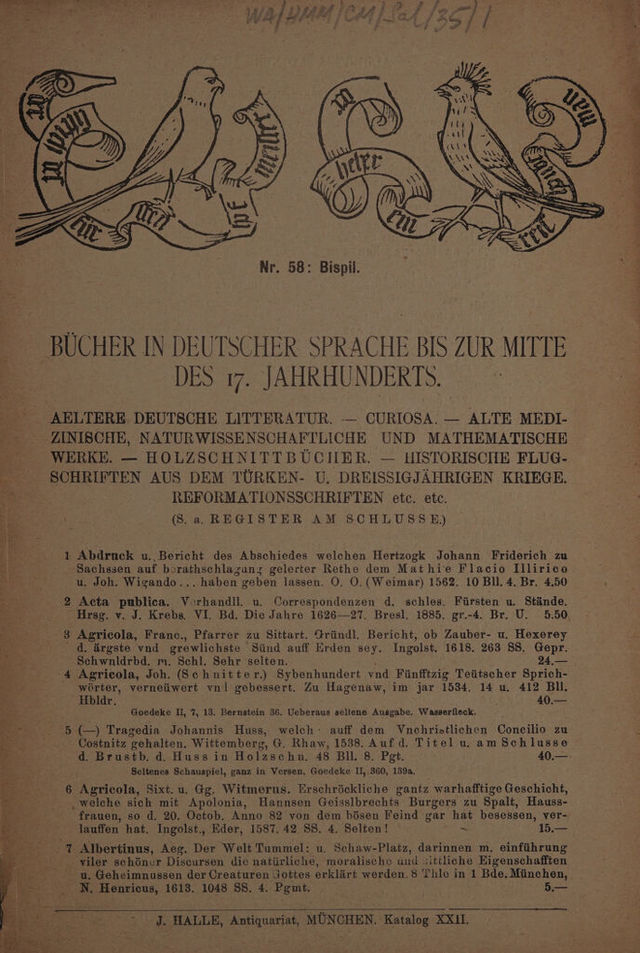 WA/HMM/CM/Sal/35/1
helff
ein
Nr. 58: Bispil.
BÜCHER IN DEUTSCHER SPRACHE BIS ZUR MITTE
DES 17. JAHRHUNDERTS.
AELTERE DEUTSCHE LITTERATUR. — CURIOSA. — ALTE MEDI-
ZINISCHE, NATURWISSENSCHAFTLICHE UND MATHEMATISCHE
WERKE. — HOLZSCHNITTBÜCHER. — HISTORISCHE FLUG-
SCHRIFTEN AUS DEM TÜRKEN- U. DREISSIGJÄHRIGEN KRIEGE.
REFORMATIONSSCHRIFTEN etc. etc.
(S. a. REGISTER AM SCHLUSSE.)
1 Abdruck u. Bericht des Abschiedes welchen Hertzogk Johann Friderich zu
Sachssen auf berathschlagung gelerter Rethe dem Mathie Flacio Illirico
u. Joh. Wigando... haben geben lassen. O. O. (Weimar) 1562. 10 Bll. 4. Br. 4.50
2 Acta publica. Verhandll. u. Correspondenzen d. schles. Fürsten u. Stände.
Hrsg. v. J. Krebs. VI. Bd. Die Jahre 1626—27. Bresl. 1885. gr.-4. Br. U. 5.50
3 Agricola, Franc., Pfarrer zu Sittart. Gründl. Bericht, ob Zauber- u. Hexerey
d. ärgste vnd grewlichste Sünd auff Erden sey. Ingolst. 1618. 263 SS. Gepr.
Schwnldrbd. m. Schl. Sehr selten. 24.—
4 Agricola, Joh. (Schnitter.) Sybenhundert vnd Fünfftzig Teütscher Sprich-
wörter, verneüwert vnd gebessert. Zu Hagenaw, im jar 1534. 14 u. 412 Bll.
Hbldr. 40.—
Goedeke II, 7, 13. Bernstein 36. Ueberaus seltene Ausgabe. Wasserfleck.
5 (—) Tragedia Johannis Huss, welch auff dem Vnchristlichen Concilio zu
Costnitz gehalten. Wittemberg, G. Rhaw, 1538. Auf d. Titel u. am Schlusse
d. Brustb. d. Huss in Holzschn. 48 Bll. 8. Pgt. 40.—
Seltenes Schauspiel, ganz in Versen. Goedeke II, 360, 139a.
6 Agricola, Sixt. u. Gg. Witmerus. Erschröckliche gantz warhafftige Geschicht,
welche sich mit Apolonia, Hannsen Geisslbrechts Burgers zu Spalt, Hauss-
frauen, so d. 20. Octob. Anno 82 von dem bösen Feind gar hat besessen, ver-
lauffen hat. Ingolst., Eder, 1587. 42 SS. 4. Selten! 15.—
7 Albertinus, Aeg. Der Welt Tummel: u. Schaw-Platz, darinnen m. einführung
viler schöner Discursen die natürliche, moralische und sittliche Eigenschafften
u. Geheimnussen der Creaturen Gottes erklärt werden. 8 Thle in 1 Bde. München,
N. Henricus, 1613. 1048 SS. 4. Pgmt. 5.—
J. HALLE, Antiquariat, MÜNCHEN. Katalog XXII.